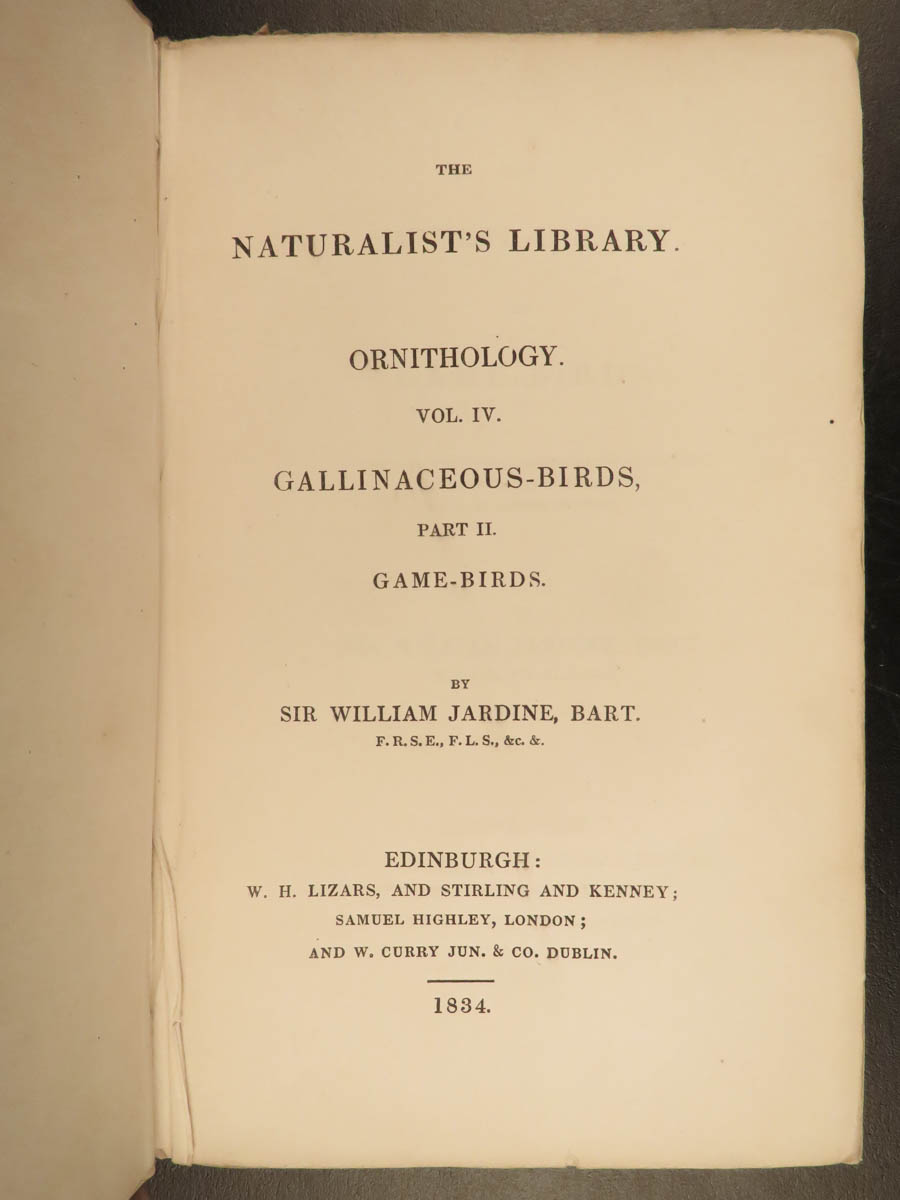 THE
NATURALIST'S LIBRARY.
ORNITHOLOGY.
VOL. IV.
GALLINACEOUS-BIRDS,
PART II.
GAME-BIRDS.
BY
SIR WILLIAM JARDINE, BART.
F. R. S. E., F. L. S., &c. &.
EDINBURGH:
W. H. LIZARS, AND STIRLING AND KENNEY;
SAMUEL HIGHLEY, LONDON;
AND W. CURRY JUN. & CO. DUBLIN.
1834.